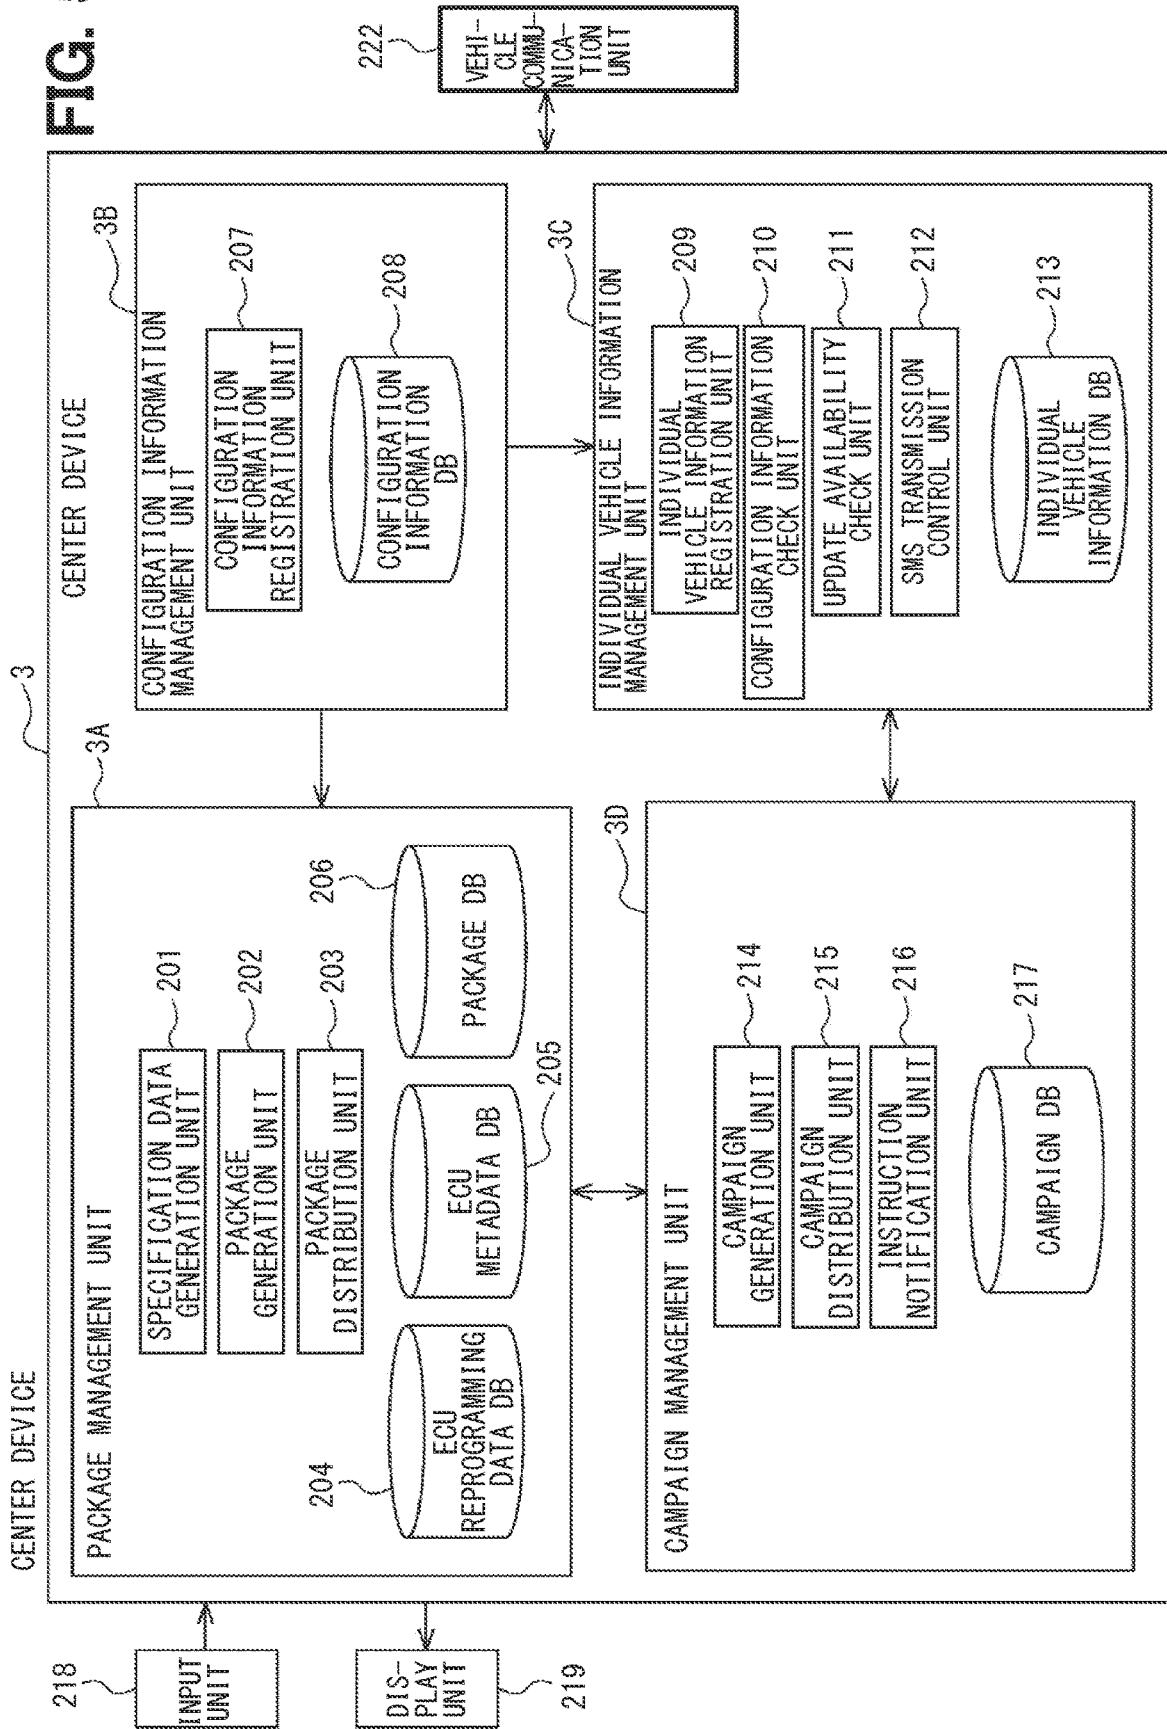 FIG.
CENTER DEVICE
3
CENTER DEVICE
218
INPUT
UNIT
219
DIS-
PLAY
UNIT
3A
PACKAGE MANAGEMENT UNIT
SPECIFICATION DATA
GENERATION UNIT
201
PACKAGE
GENERATION UNIT
202
PACKAGE
DISTRIBUTION UNIT
203
204
ECU
REPROGRAMMING
DATA DB
ECU
METADATA DB
205
206
PACKAGE DB
3B
CONFIGURATION INFORMATION
MANAGEMENT UNIT
CONFIGURATION
INFORMATION
REGISTRATION UNIT
207
CONFIGURATION
INFORMATION
DB
208
222
VEHI-
CLE
COMMU-
NICA-
TION
UNIT
3D
CAMPAIGN MANAGEMENT UNIT
CAMPAIGN
GENERATION UNIT
214
CAMPAIGN
DISTRIBUTION UNIT
215
INSTRUCTION
NOTIFICATION UNIT
216
CAMPAIGN DB
217
3C
INDIVIDUAL VEHICLE INFORMATION
MANAGEMENT UNIT
INDIVIDUAL
VEHICLE INFORMATION
REGISTRATION UNIT
209
CONFIGURATION INFORMATION
CHECK UNIT
210
UPDATE AVAILABILITY
CHECK UNIT
211
SMS TRANSMISSION
CONTROL UNIT
212
INDIVIDUAL
VEHICLE
INFORMATION DB
213